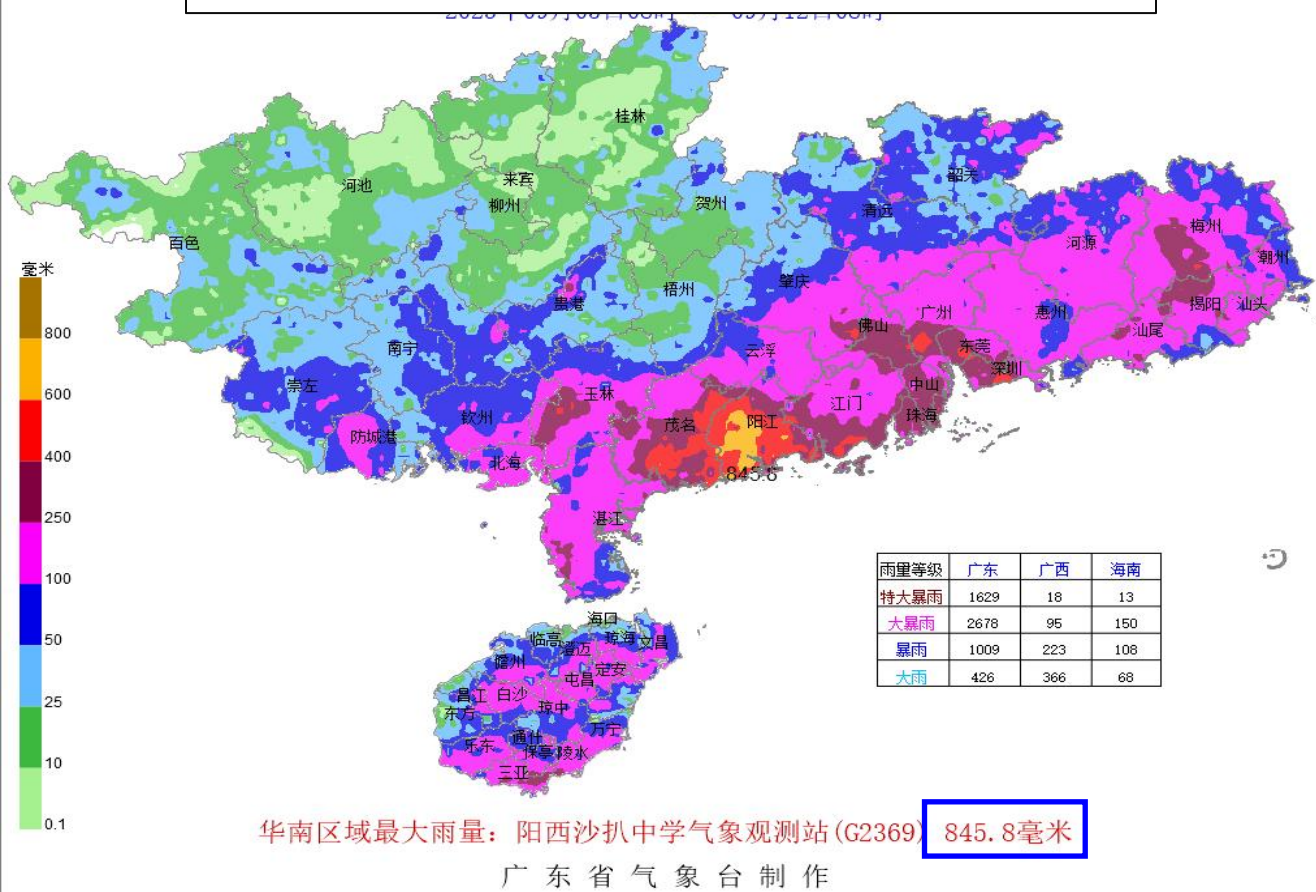 桂林
韶关
河池
来宾
柳州
贺州
清远
梅州
百色
河源
潮州
毫米
肇庆
梧州
贵港
800
600
400
250
100
50
25
10
0.1
广州
惠州
揭阳
汕头
佛山
汕尾
南宁
云浮
东莞
深圳
崇左
玉林
中山
江门
珠海
钦州
茂名
阳江
防城港
北海
845.8
湛江
雨量等级 广东 广西 海南
特大暴雨 1629 18 13
大暴雨 2678 95 150
暴雨 1009 223 108
大雨 426 366 68
海口
临高
澄迈
琼海
文昌
儋州
定安
屯昌
昌江
白沙
东方
琼中
万宁
通什
乐东
保亭
陵水
三亚
华南区域最大雨量：阳西沙扒中学气象观测站(G2369) 845.8毫米
广东省气象台制作